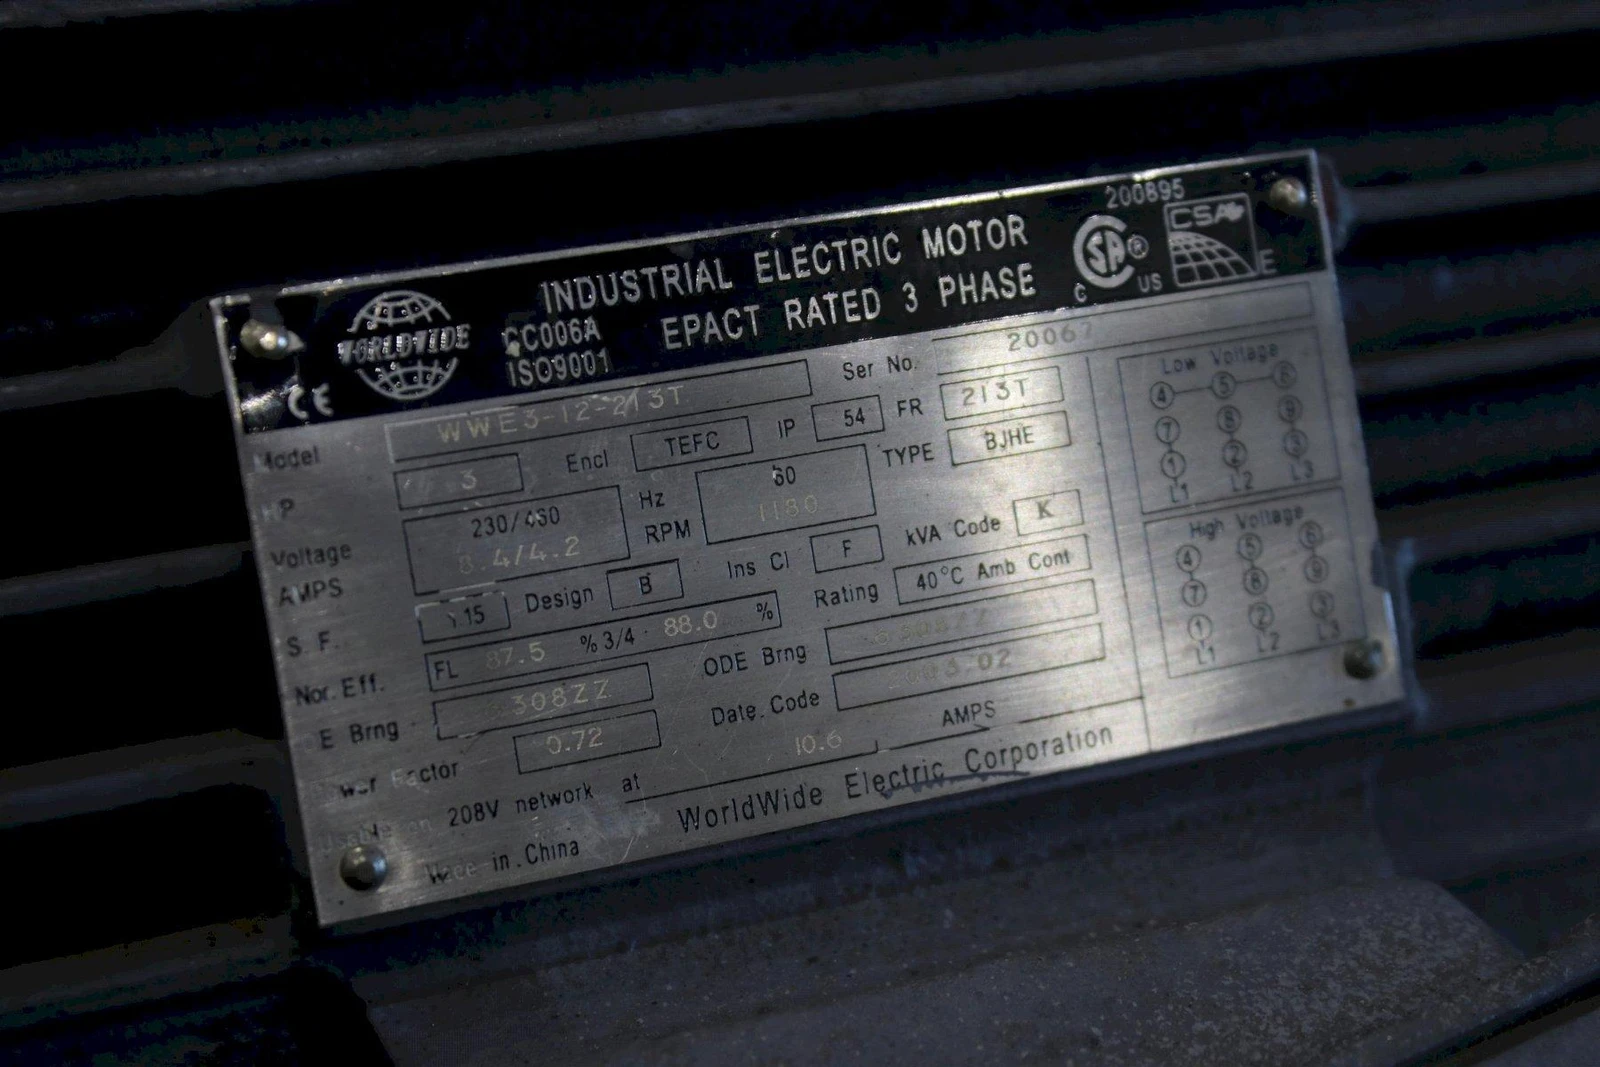 200895
INDUSTRIAL ELECTRIC MOTOR
EPACT RATED 3 PHASE
WORLDWIDE
CC006A
ISO9001
CE
SA ® C US
CSA E
Model WWE3-12-213T Ser No. 20067
HP 3 Encl TEFC IP 54 FR 213T
Voltage 230/460 Hz 60 TYPE BJHE
AMPS 8.4/4.2 RPM 1180
S.F. 1.15 Design B Ins Cl F kVA Code K
Nor. Eff. FL 87.5 % 3/4 88.0 % Rating 40°C Amb Cont
E Brng 308ZZ ODE Brng
Power Factor 0.72 Date. Code
Usable on 208V network at 10.6 AMPS
Made in China WorldWide Electric Corporation
Low Voltage
4 5 6
7 8 9
1 2 3
L1 L2 L3
High Voltage
4 5 6
7 8 9
1 2 3
L1 L2 L3